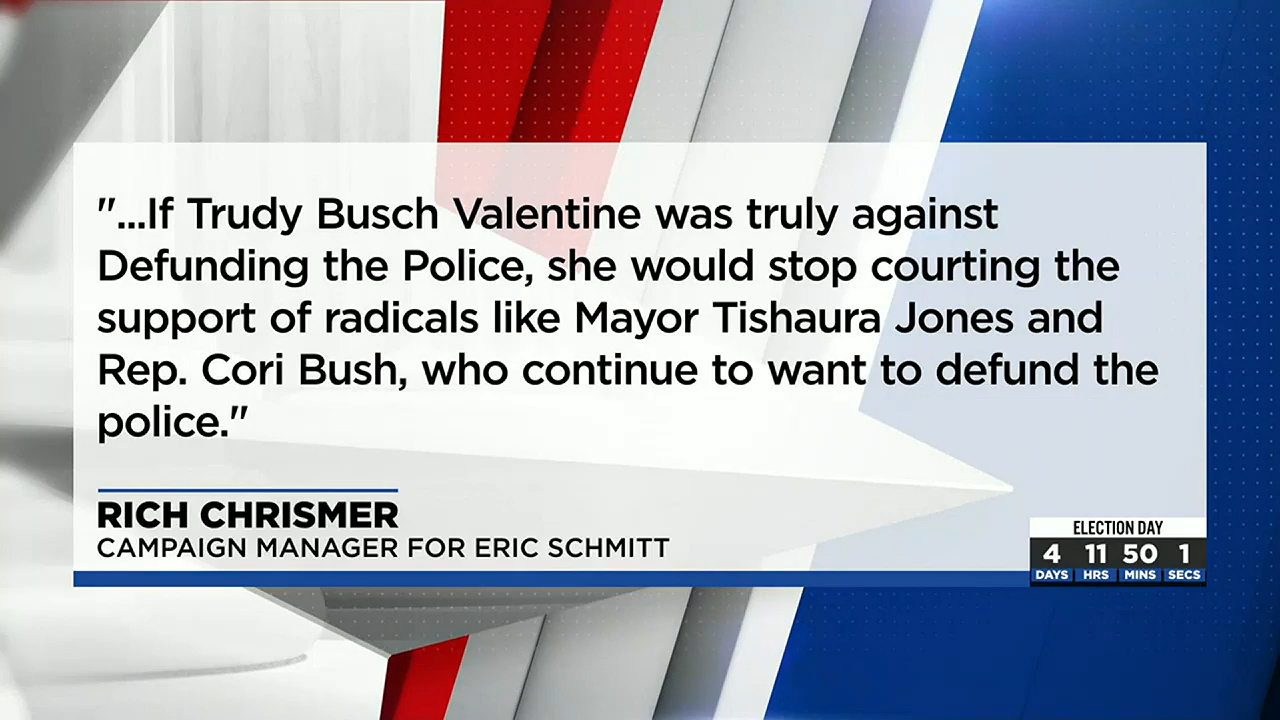 "...If Trudy Busch Valentine was truly against
Defunding the Police, she would stop courting the
support of radicals like Mayor Tishaura Jones and
Rep. Cori Bush, who continue to want to defund the
police."
RICH CHRISMER
CAMPAIGN MANAGER FOR ERIC SCHMITT
ELECTION DAY
4 11 50 1
DAYS HRS MINS SECS